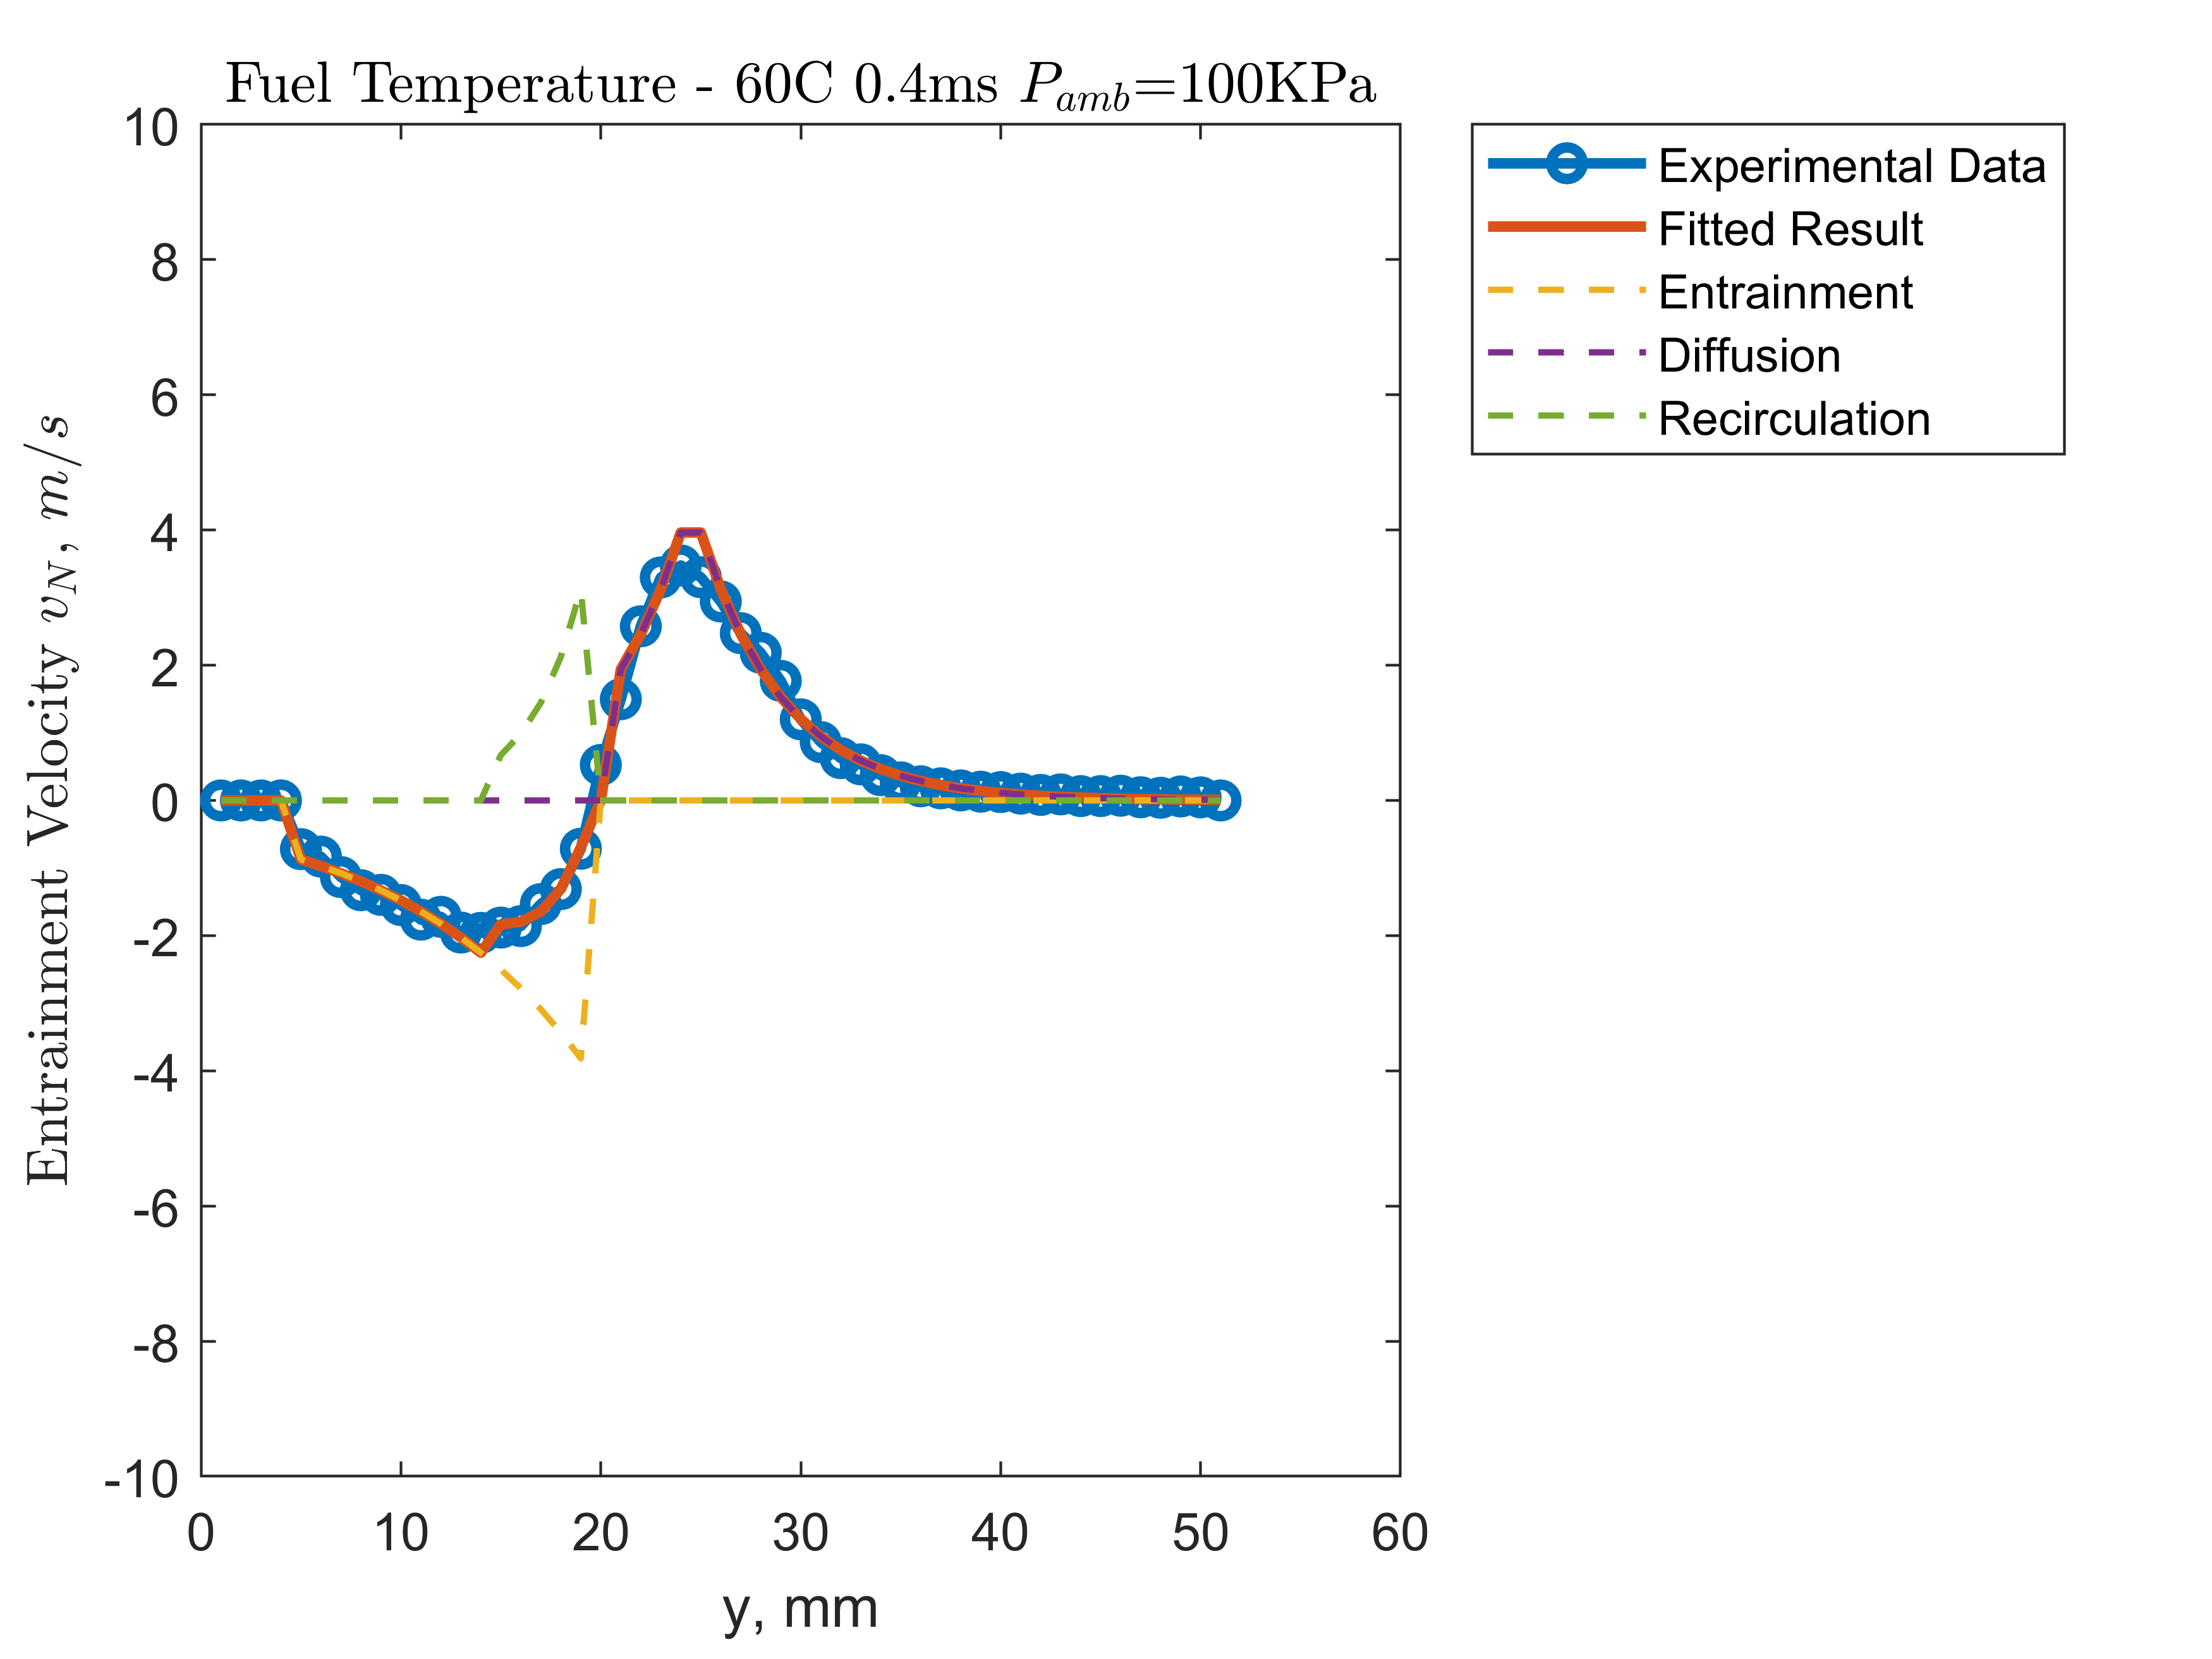 Fuel Temperature - 60C 0.4ms P_amb=100KPa
Experimental Data
Fitted Result
Entrainment
Diffusion
Recirculation
Entrainment Velocity v_N, m/s
10
8
6
4
2
0
-2
-4
-6
-8
-10
0 10 20 30 40 50 60
y, mm